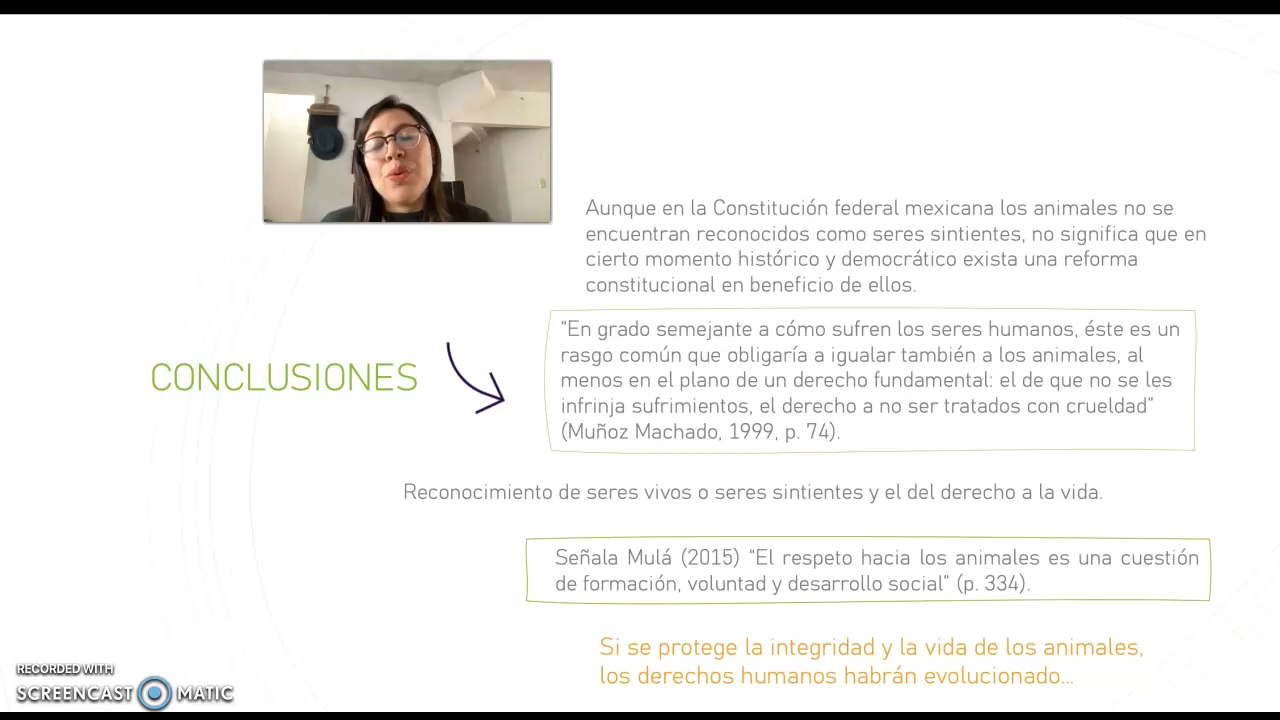 Aunque en la Constitución federal mexicana los animales no se
encuentran reconocidos como seres sintientes, no significa que en
cierto momento histórico y democrático exista una reforma
constitucional en beneficio de ellos.
CONCLUSIONES
“En grado semejante a cómo sufren los seres humanos, éste es un
rasgo común que obligaría a igualar también a los animales, al
menos en el plano de un derecho fundamental: el de que no se les
infrinja sufrimientos, el derecho a no ser tratados con crueldad”
(Muñoz Machado, 1999, p. 74).
Reconocimiento de seres vivos o seres sintientes y el del derecho a la vida.
Señala Mulá (2015) “El respeto hacia los animales es una cuestión
de formación, voluntad y desarrollo social” (p. 334).
Si se protege la integridad y la vida de los animales,
los derechos humanos habrán evolucionado...
RECORDED WITH
SCREENCAST MATIC